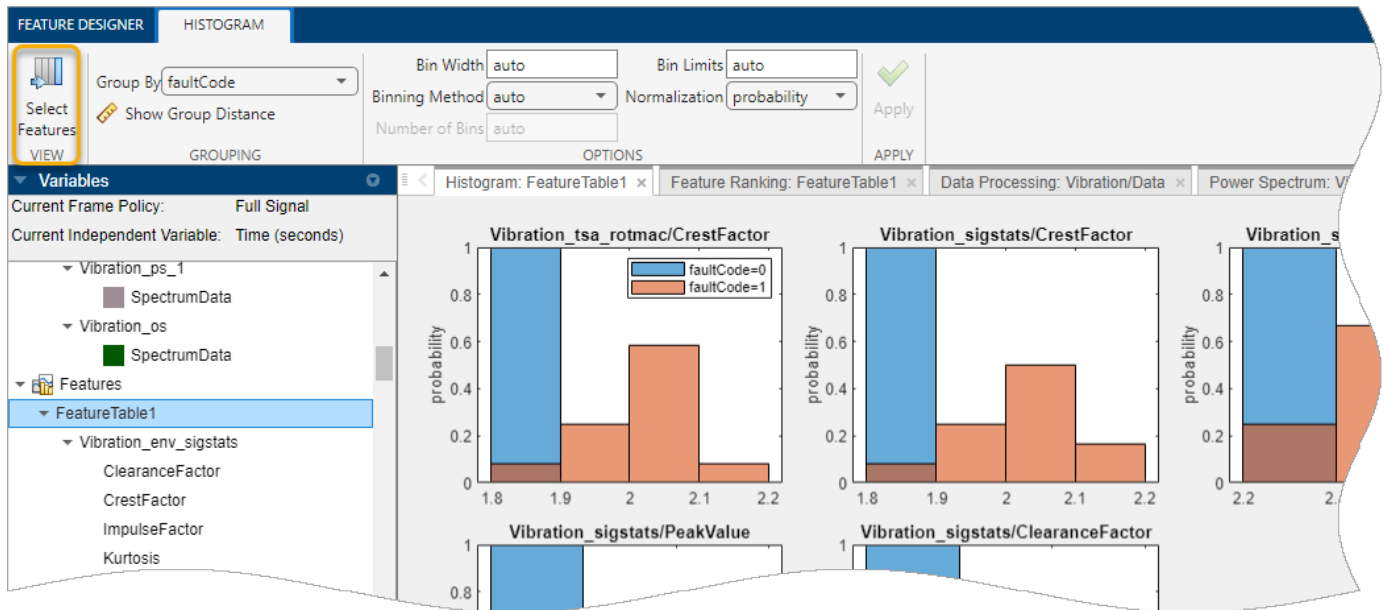 FEATURE DESIGNER HISTOGRAM
Select
Features
VIEW
Group By faultCode
Show Group Distance
GROUPING
Bin Width auto Bin Limits auto
Binning Method auto Normalization probability
Number of Bins auto
OPTIONS
Apply
APPLY
Variables
Current Frame Policy: Full Signal
Current Independent Variable: Time (seconds)
Vibration_ps_1
SpectrumData
Vibration_os
SpectrumData
Features
FeatureTable1
Vibration_env_sigstats
ClearanceFactor
CrestFactor
ImpulseFactor
Kurtosis
Histogram: FeatureTable1 × Feature Ranking: FeatureTable1 × Data Processing: Vibration/Data × Power Spectrum:
Vibration_tsa_rotmac/CrestFactor
faultCode=0
faultCode=1
probability
1
0.8
0.6
0.4
0.2
0
1.8 1.9 2 2.1 2.2
Vibration_sigstats/CrestFactor
probability
1
0.8
0.6
0.4
0.2
0
1.8 1.9 2 2.1 2.2
Vibration_s
probability
1
0.8
0.6
0.4
0.2
0
2.2 2.
Vibration_sigstats/PeakValue
1
0.8
Vibration_sigstats/ClearanceFactor
1
0.8